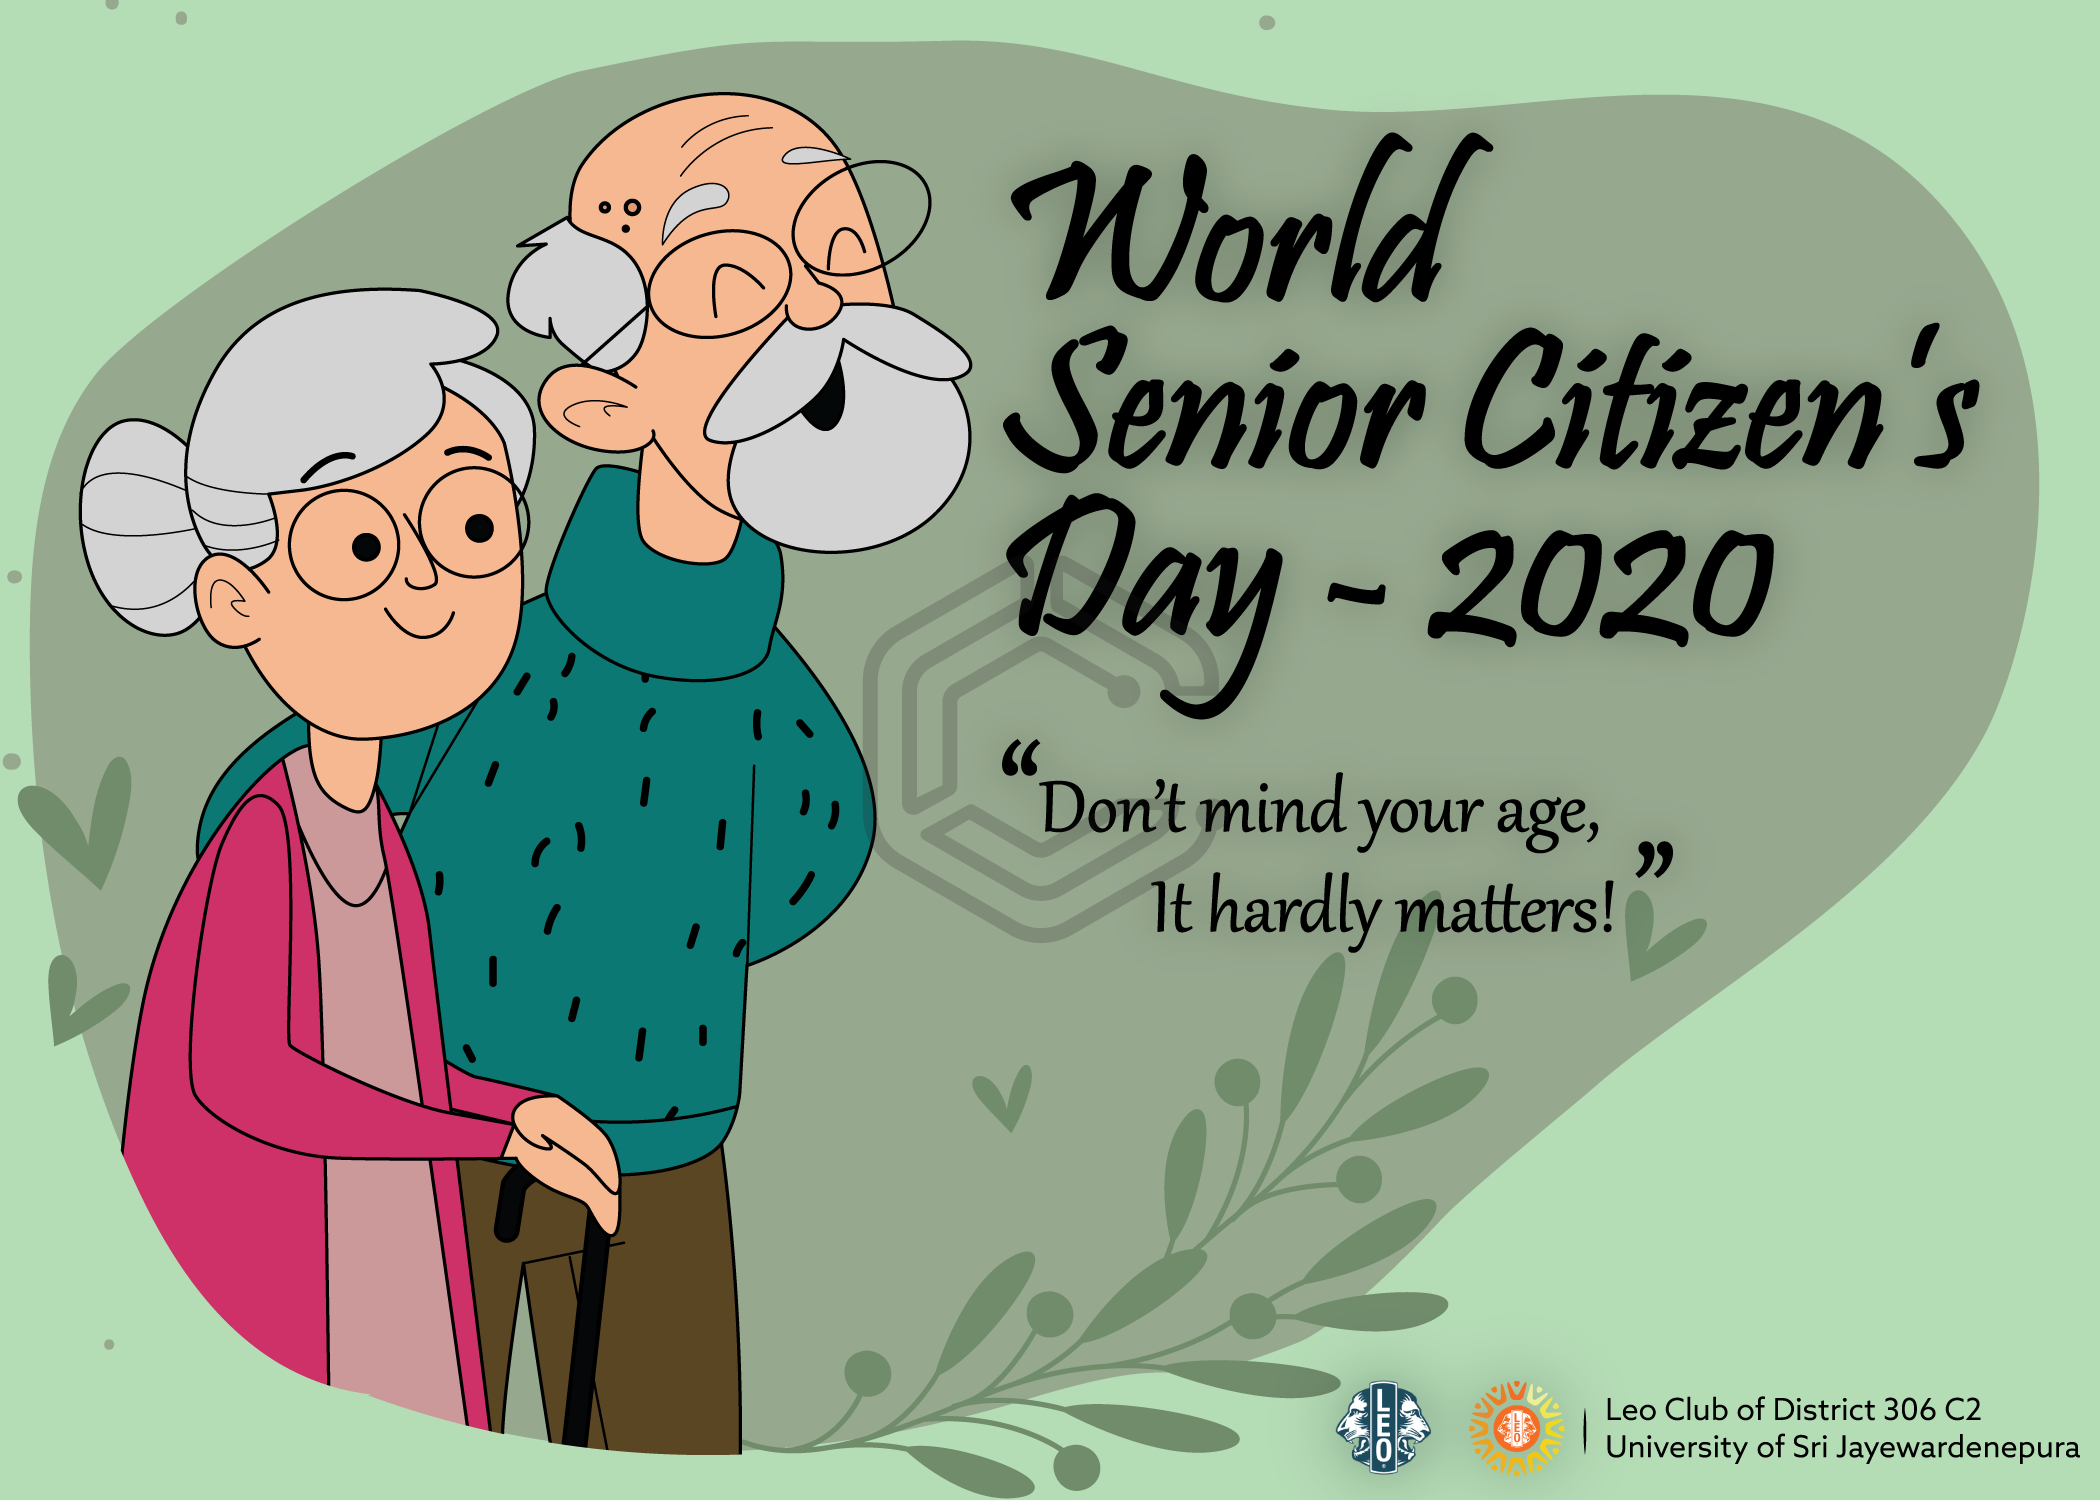 World
Senior Citizen's
Day - 2020
“Don’t mind your age,
It hardly matters!”
LEO
LEO
Leo Club of District 306 C2
University of Sri Jayewardenepura